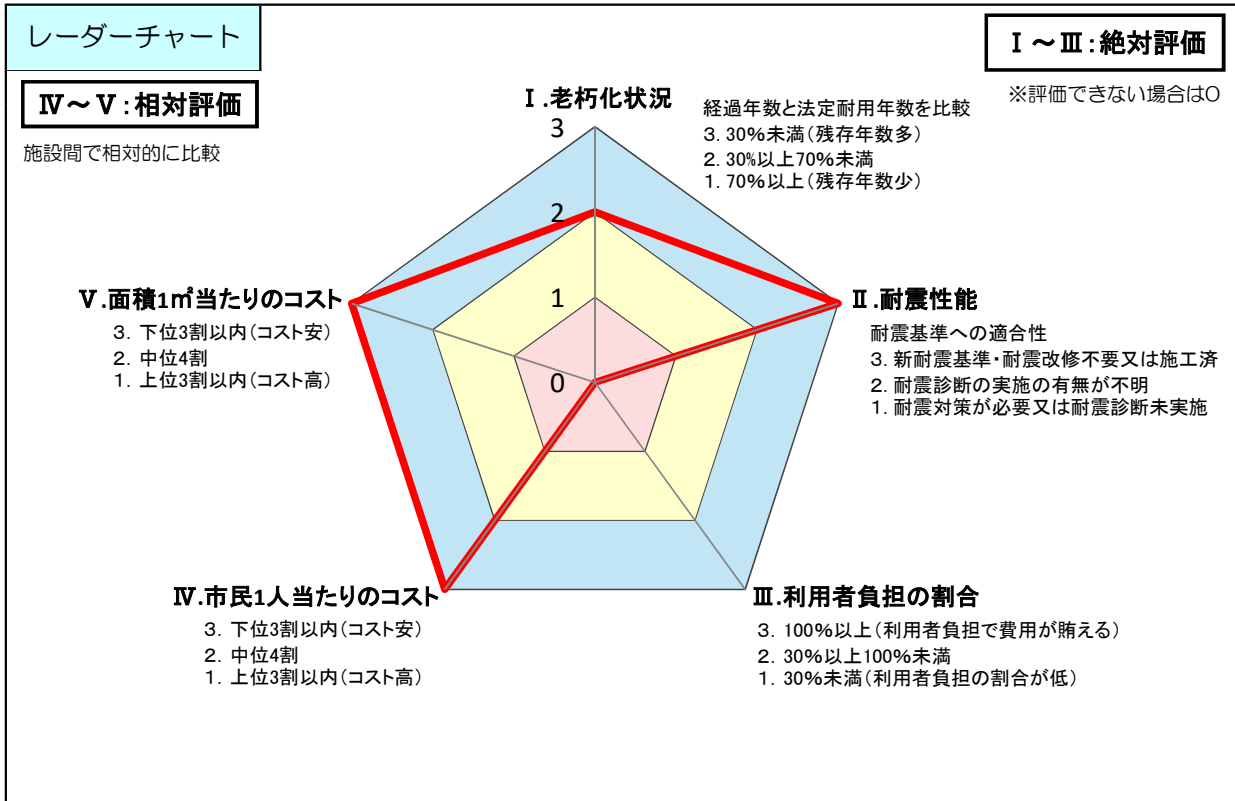 レーダーチャート
Ⅰ～Ⅲ:絶対評価
※評価できない場合は0
Ⅳ～Ⅴ:相対評価
施設間で相対的に比較
Ⅰ.老朽化状況
経過年数と法定耐用年数を比較
3. 30%未満(残存年数多)
2. 30%以上70%未満
1. 70%以上(残存年数少)
3
2
1
0
Ⅴ.面積1㎡当たりのコスト
3. 下位3割以内(コスト安)
2. 中位4割
1. 上位3割以内(コスト高)
Ⅱ.耐震性能
耐震基準への適合性
3. 新耐震基準・耐震改修不要又は施工済
2. 耐震診断の実施の有無が不明
1. 耐震対策が必要又は耐震診断未実施
Ⅳ.市民1人当たりのコスト
3. 下位3割以内(コスト安)
2. 中位4割
1. 上位3割以内(コスト高)
Ⅲ.利用者負担の割合
3. 100%以上(利用者負担で費用が賄える)
2. 30%以上100%未満
1. 30%未満(利用者負担の割合が低)